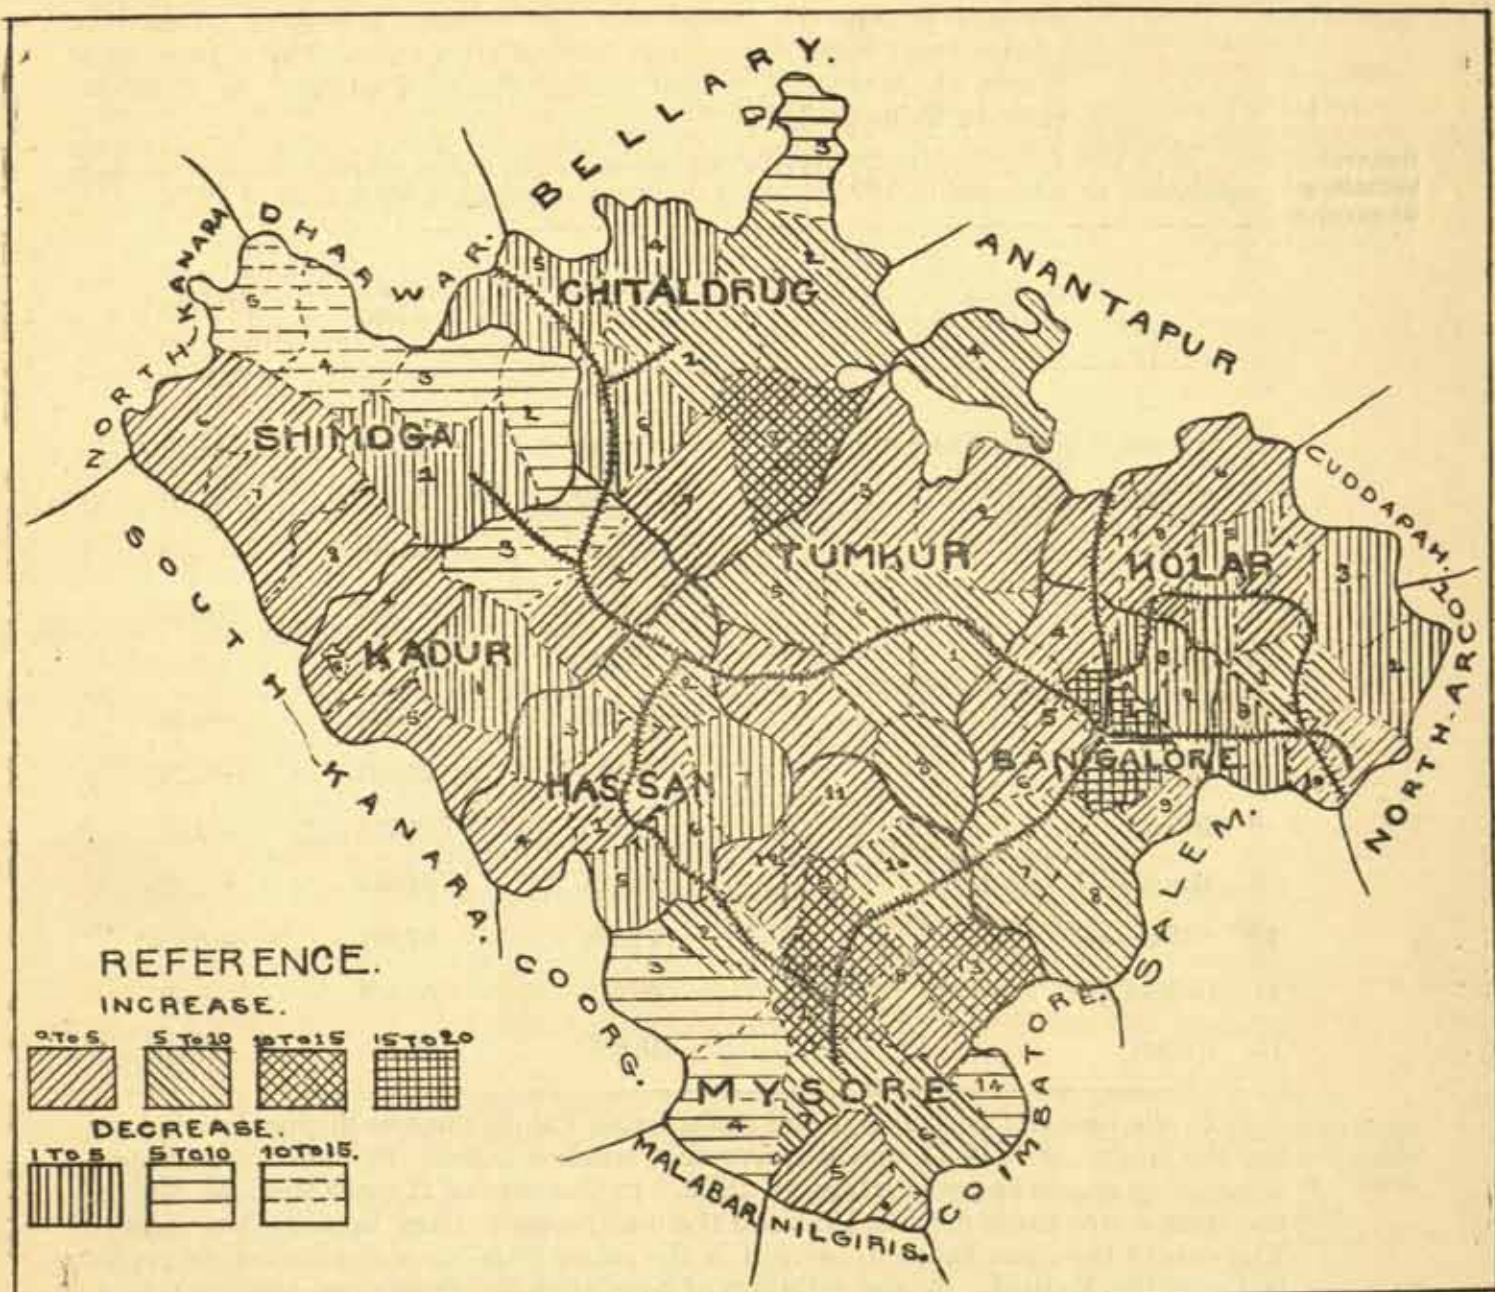 BELLARY.
DHARWAR.
NORTH-KANARA
ANANTAPUR
CHITALDRUG
SHIMOGA
TUMKUR
KOLAR
CUDDAPAH.
NORTH-ARCOT
KADUR
SOUTH-KANARA.
HASSAN
BANGALORE
SALEM.
COORG.
MYSORE
COIMBATORE.
MALABAR
NILGIRIS.
REFERENCE.
INCREASE.
0 TO 5
5 TO 10
10 TO 15
15 TO 20
DECREASE.
1 TO 5
5 TO 10
10 TO 15.